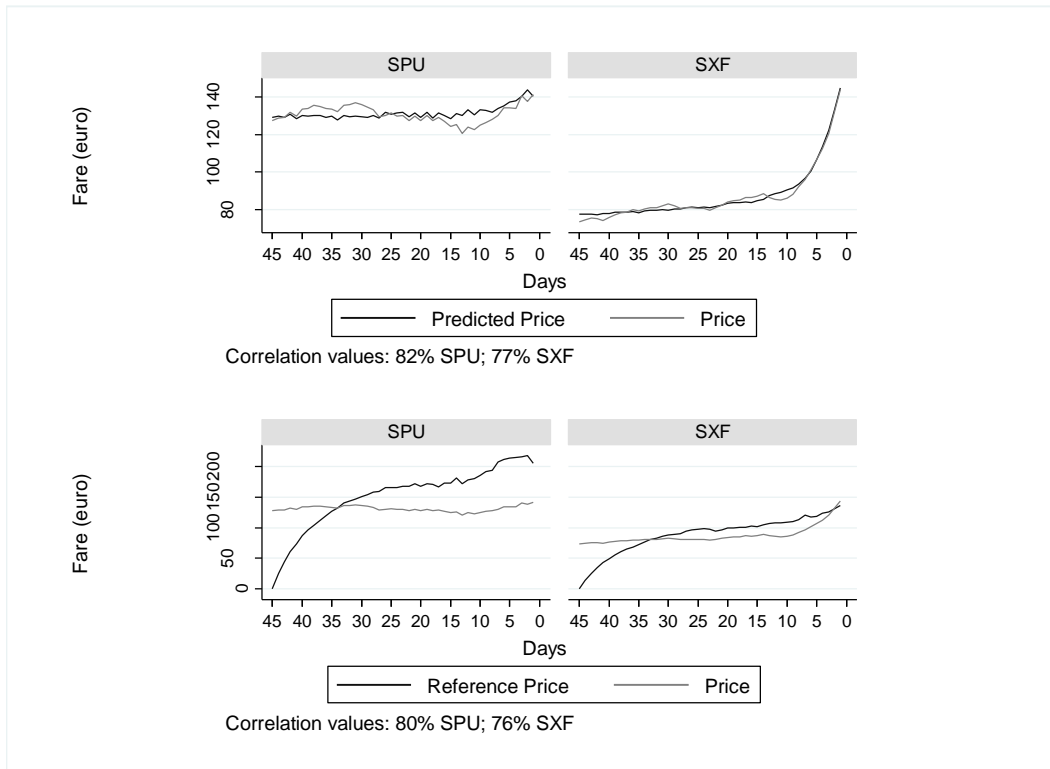 SPU SXF
Fare (euro)
80 100 120 140
45 40 35 30 25 20 15 10 5 0 45 40 35 30 25 20 15 10 5 0
Days
Predicted Price Price
Correlation values: 82% SPU; 77% SXF
SPU SXF
Fare (euro)
0 50 100 150 200
45 40 35 30 25 20 15 10 5 0 45 40 35 30 25 20 15 10 5 0
Days
Reference Price Price
Correlation values: 80% SPU; 76% SXF